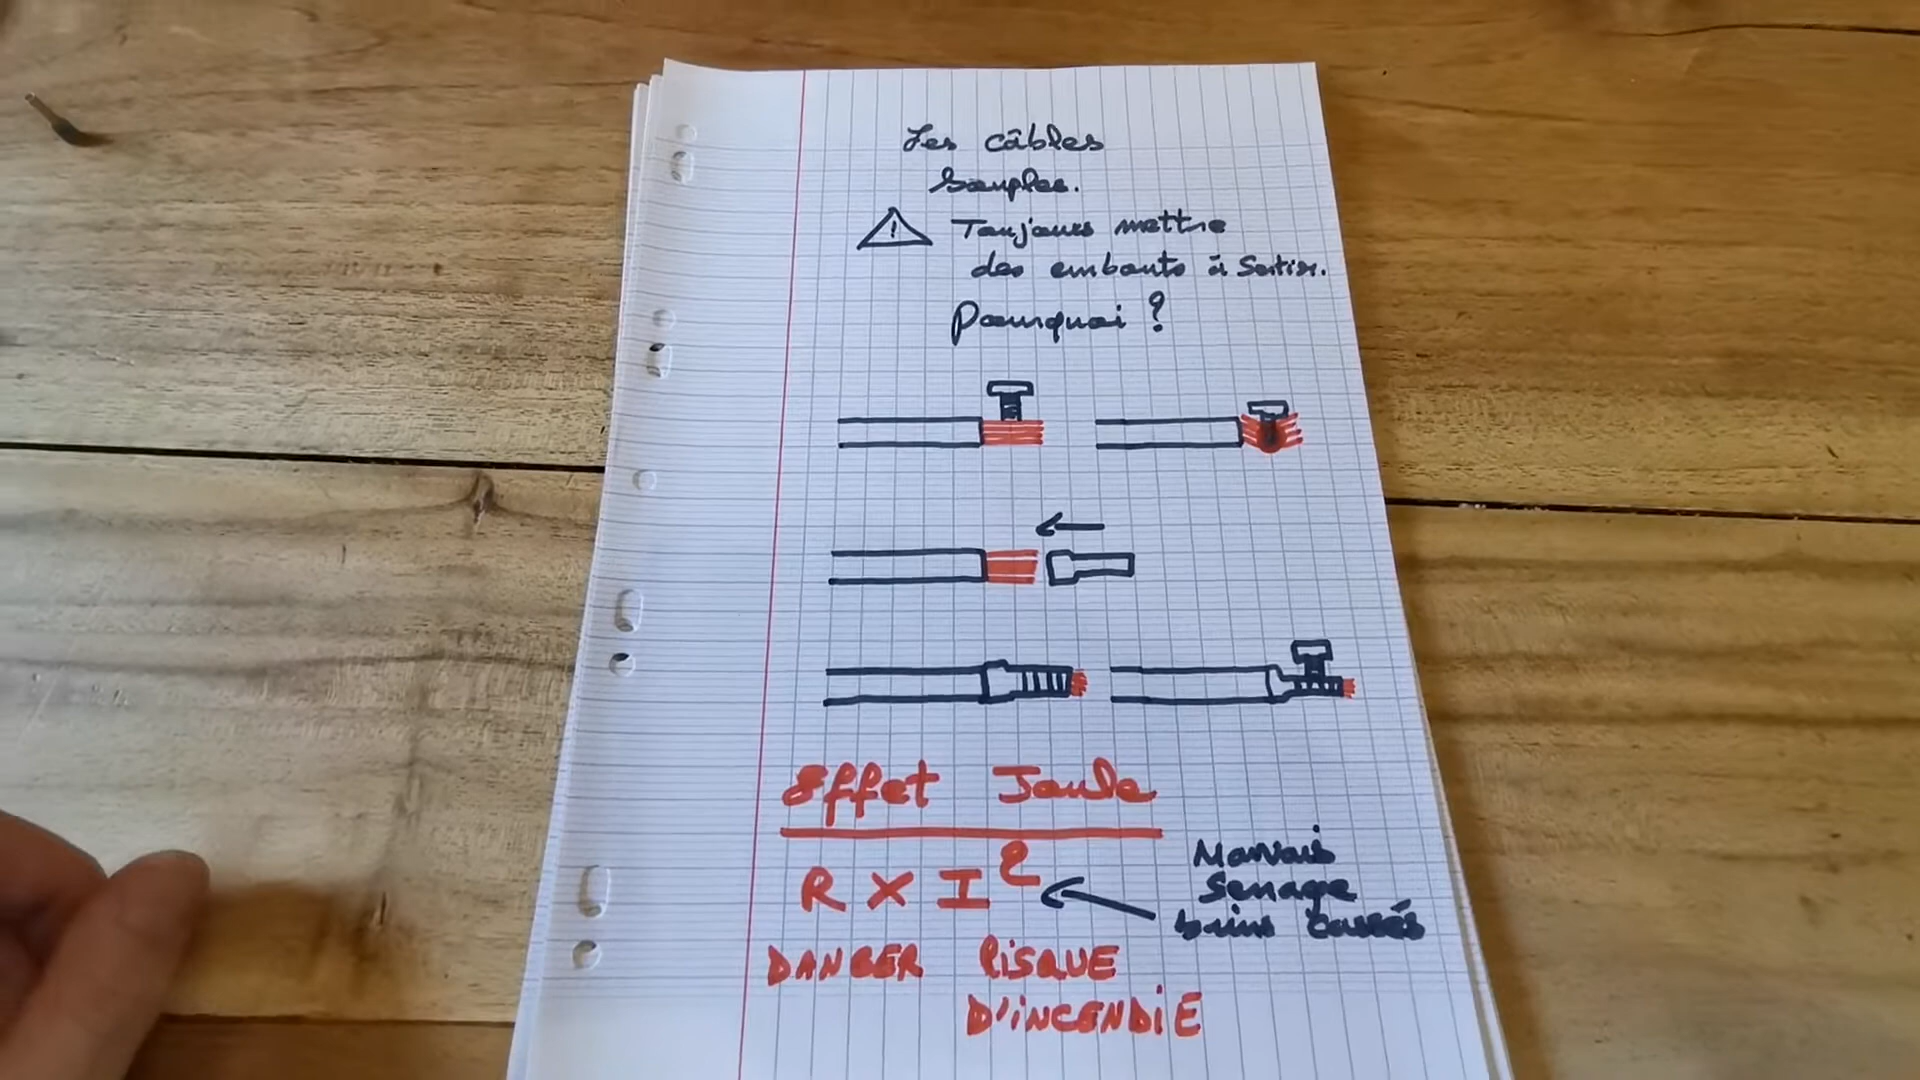 Les câbles
Souples.
! Toujours mettre
des embouts à Sertir.
Pourquoi ?
Effet Joule
R X I²
Mauvais
Serrage
brins cassés
DANGER RISQUE
D'iNCENDiE